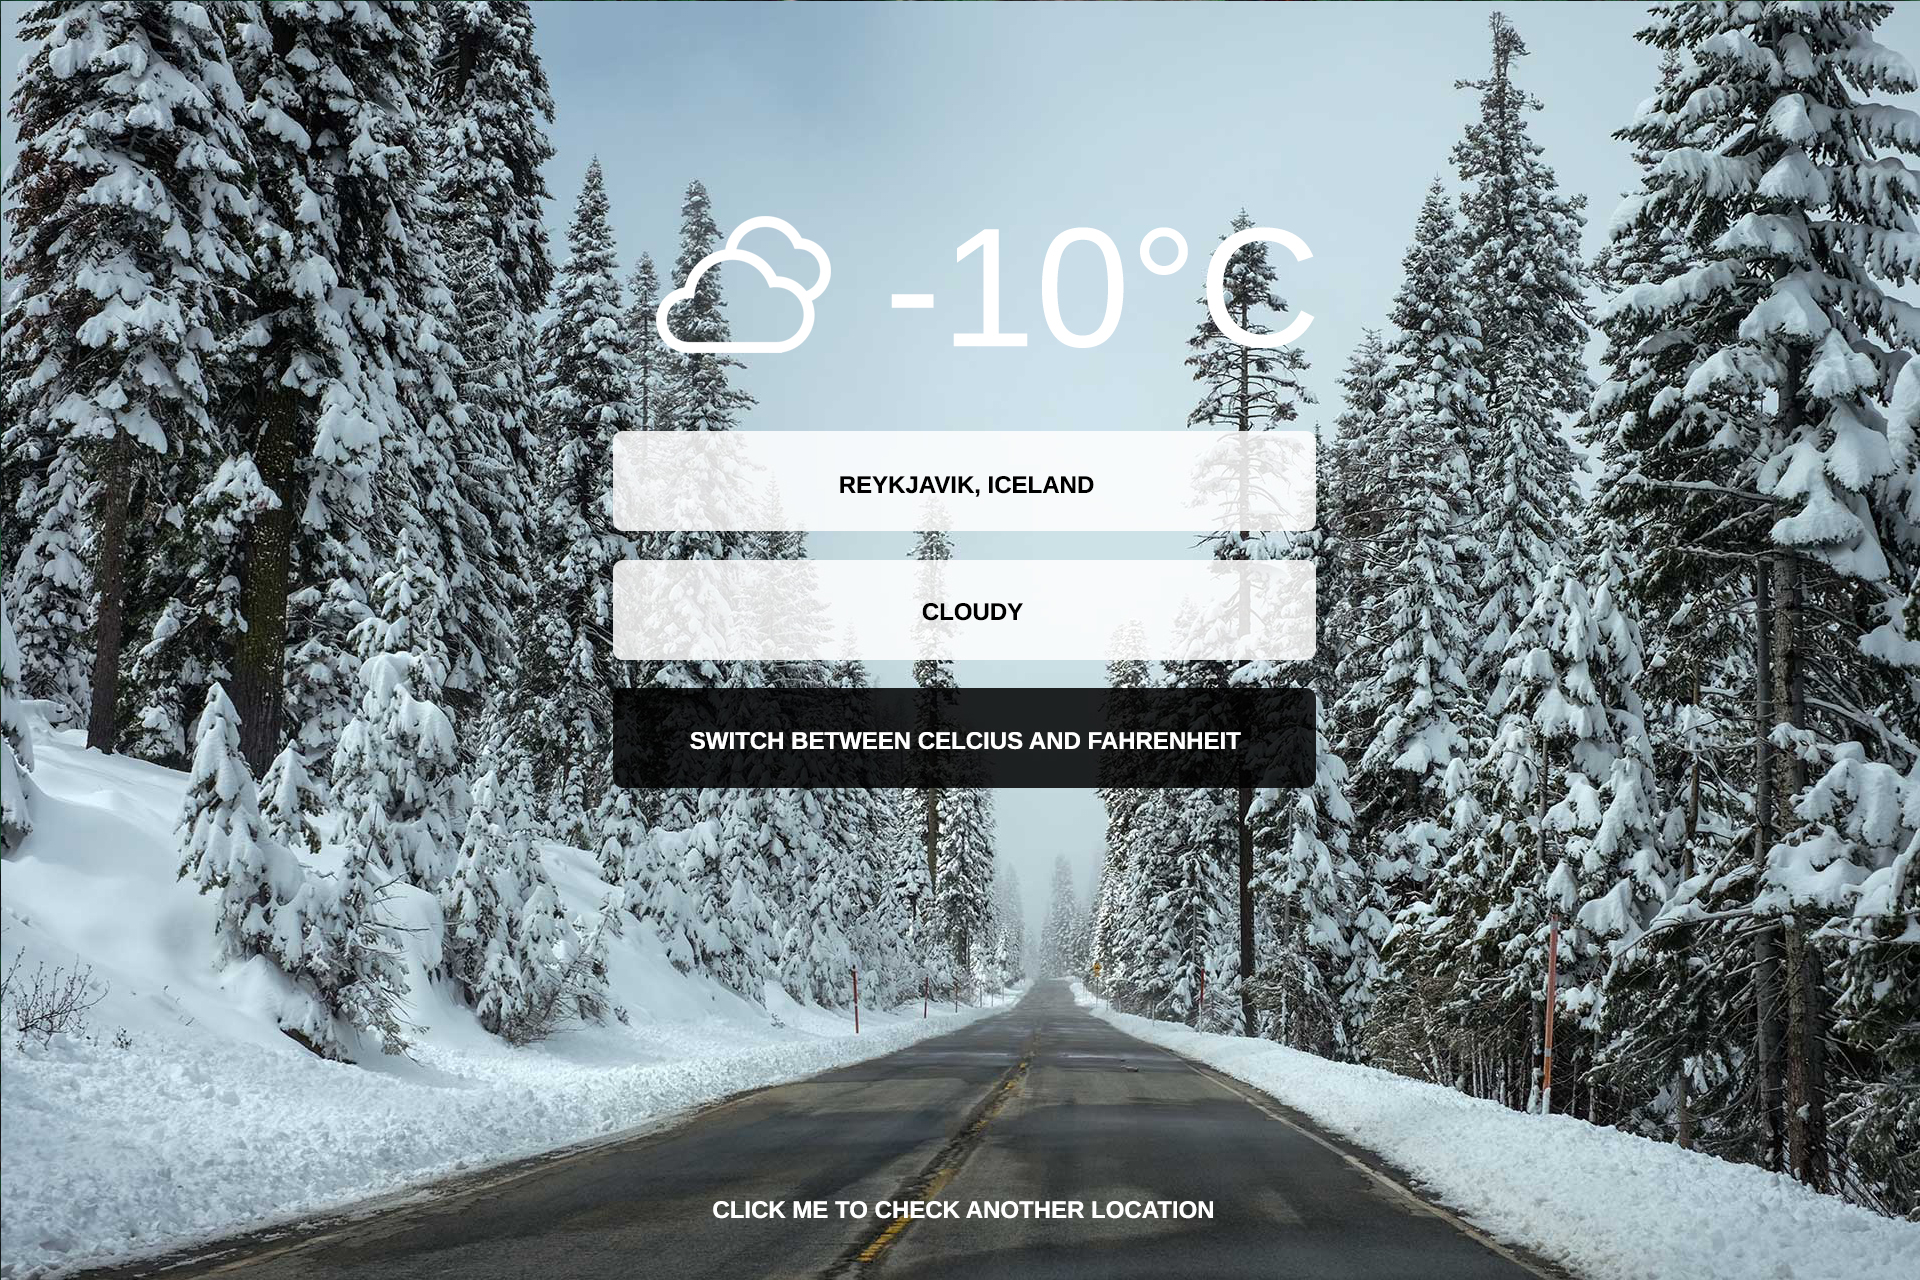 -10°C
REYKJAVIK, ICELAND
CLOUDY
SWITCH BETWEEN CELCIUS AND FAHRENHEIT
CLICK ME TO CHECK ANOTHER LOCATION